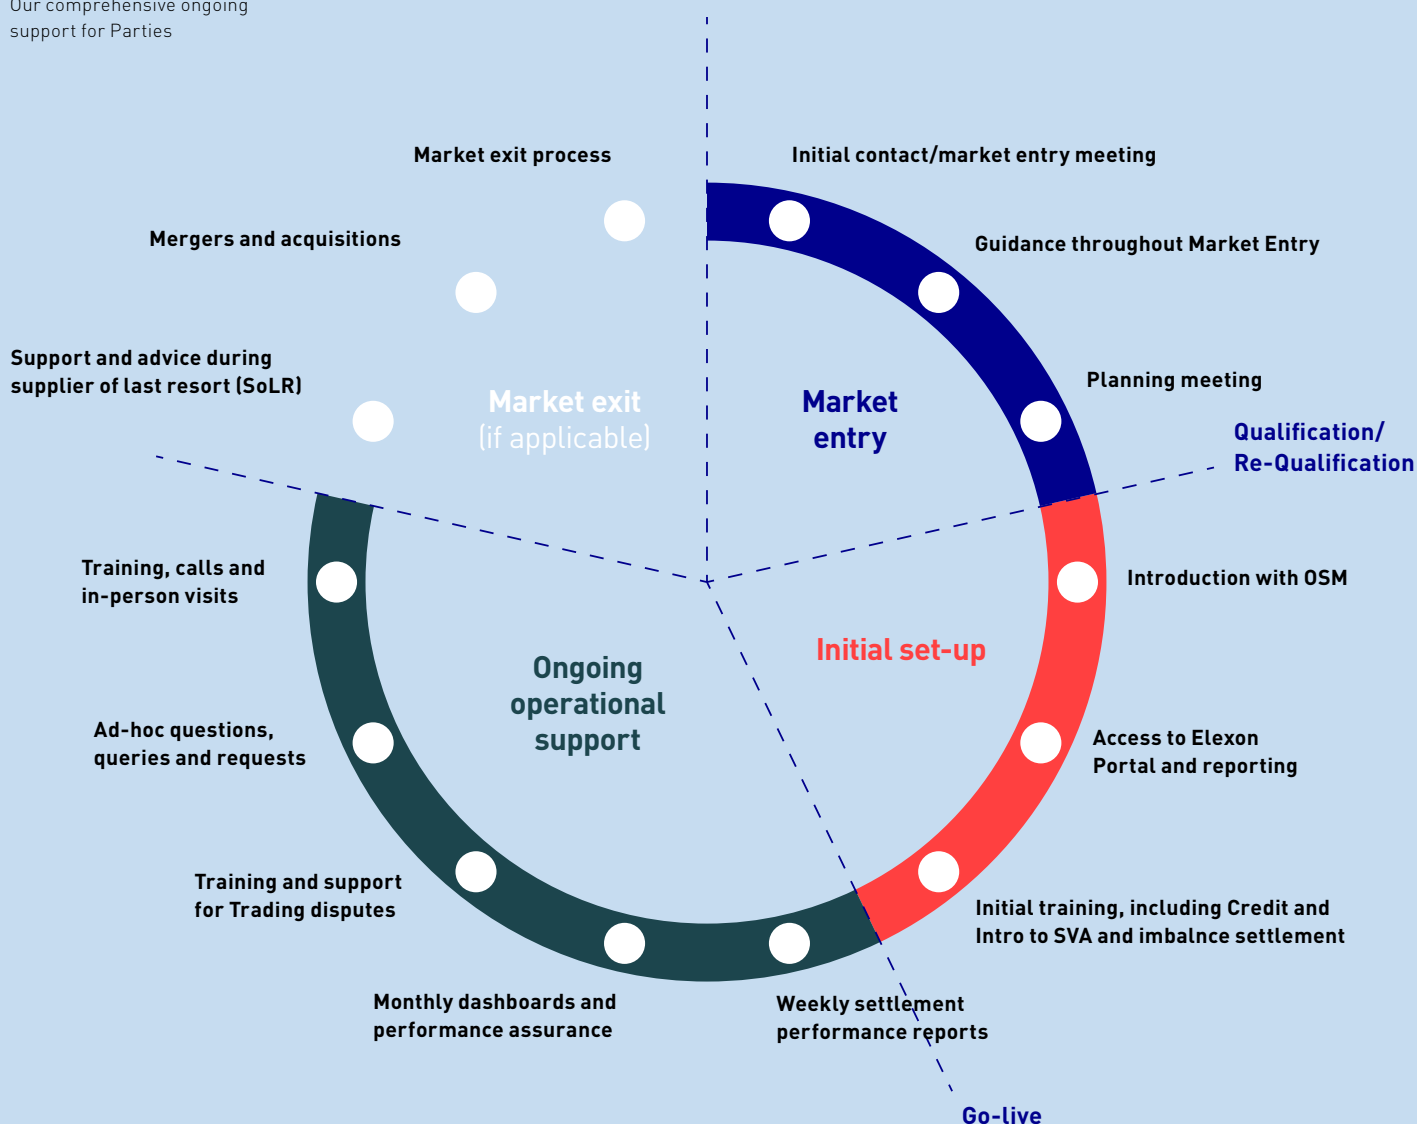 Our comprehensive ongoing
support for Parties
Market exit process
Initial contact/market entry meeting
Mergers and acquisitions
Guidance throughout Market Entry
Support and advice during
supplier of last resort (SoLR)
Planning meeting
Market exit
(if applicable)
Market
entry
Qualification/
Re-Qualification
Training, calls and
in-person visits
Introduction with OSM
Initial set-up
Ongoing
operational
support
Ad-hoc questions,
queries and requests
Access to Elexon
Portal and reporting
Training and support
for Trading disputes
Initial training, including Credit and
Intro to SVA and imbalnce settlement
Monthly dashboards and
performance assurance
Weekly settlement
performance reports
Go-live